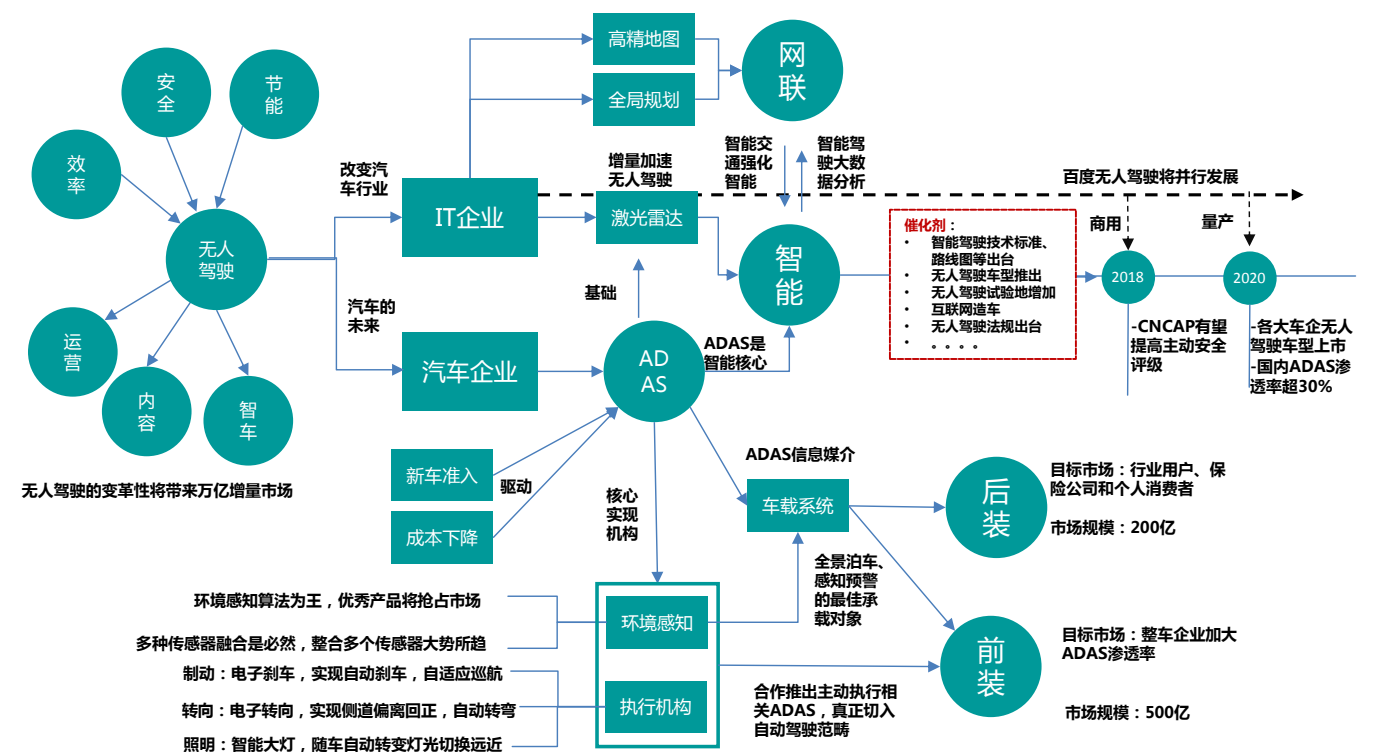 安
全
节
能
效
率
无人
驾驶
运
营
内
容
智
车
无人驾驶的变革性将带来万亿增量市场
改变汽
车行业
汽车的
未来
IT企业
汽车企业
高精地图
全局规划
网
联
增量加速
无人驾驶
激光雷达
智能交
通强化
智能
智能驾
驶大数
据分析
智
能
基础
AD
AS
ADAS是
智能核心
百度无人驾驶将并行发展
催化剂：
• 智能驾驶技术标准、
路线图等出台
• 无人驾驶车型推出
• 无人驾驶试验地增加
• 互联网造车
• 无人驾驶法规出台
• 。。。。
商用
量产
2018
2020
-CNCAP有望
提高主动安全
评级
-各大车企无人
驾驶车型上市
-国内ADAS渗
透率超30%
新车准入
成本下降
驱动
核心
实现
机构
ADAS信息媒介
车载系统
后
装
目标市场：行业用户、保
险公司和个人消费者
市场规模：200亿
全景泊车、
感知预警
的最佳承
载对象
环境感知算法为王，优秀产品将抢占市场
多种传感器融合是必然，整合多个传感器大势所趋
环境感知
制动：电子刹车，实现自动刹车，自适应巡航
转向：电子转向，实现侧道偏离回正，自动转弯
照明：智能大灯，随车自动转变灯光切换远近
执行机构
合作推出主动执行相
关ADAS，真正切入
自动驾驶范畴
前
装
目标市场：整车企业加大
ADAS渗透率
市场规模：500亿